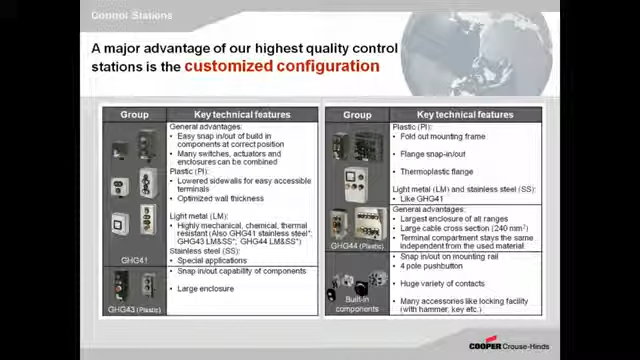 Control Stations
A major advantage of our highest quality control
stations is the customized configuration
Group
Key technical features
General advantages:
• Easy snap in/out of build in
components at correct position
• Many switches, actuators and
enclosures can be combined
Plastic (PI):
• Lowered sidewalls for easy accessible
terminals
• Optimized wall thickness
Light metal (LM):
• Highly mechanical, chemical, thermal
resistant (Also GHG41 stainless steel*;
GHG43 LM&SS*; GHG44 LM&SS*)
Stainless steel (SS):
• Special applications
GHG41
• Snap in/out capability of components
• Large enclosure
GHG43 (Plastic)
Group
Key technical features
Plastic (PI):
• Fold out mounting frame
• Flange snap-in/out
• Thermoplastic flange
Light metal (LM) and stainless steel (SS):
• Like GHG41
General advantages:
• Largest enclosure of all ranges
• Large cable cross section (240 mm²)
• Terminal compartment stays the same
independent from the used material
GHG44 (Plastic)
• Snap in/out on mounting rail
• 4 pole pushbutton
• Huge variety of contacts
• Many accessories like locking facility
(with hammer, key etc.)
Built-in
components
COOPER Crouse-Hinds